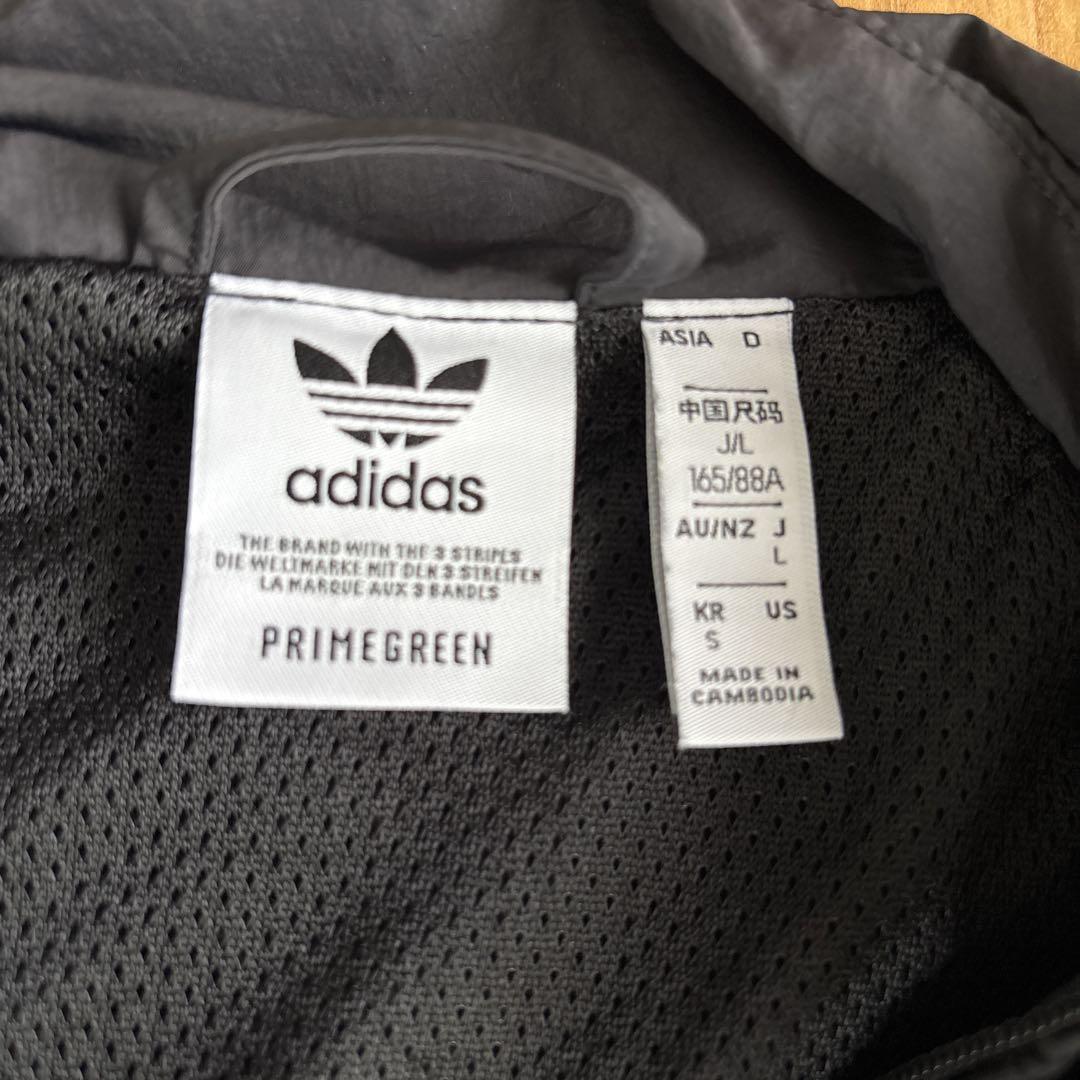 adidas
THE BRAND WITH THE 3 STRIPES
DIE WELTMARKE MIT DEN 3 STREIFEN
LA MARQUE AUX 3 BANDES
PRIMEGREEN
ASIA D
中国尺码
J/L
165/88A
AU/NZ J
L
KR US
S
MADE IN
CAMBODIA